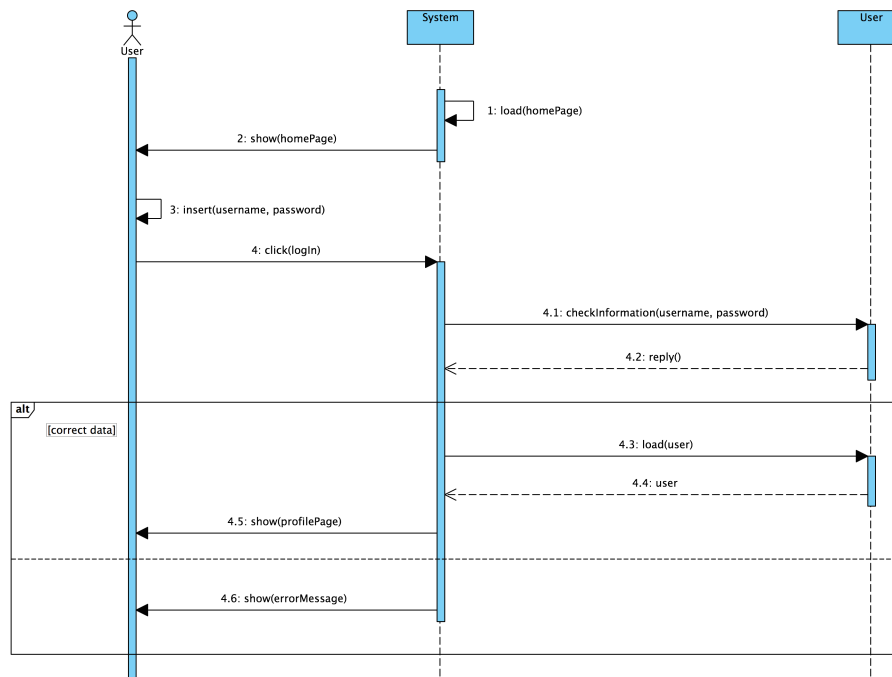 System
User
User
1: load(homePage)
2: show(homePage)
3: insert(username, password)
4: click(logIn)
4.1: checkInformation(username, password)
4.2: reply()
alt
[correct data]
4.3: load(user)
4.4: user
4.5: show(profilePage)
4.6: show(errorMessage)